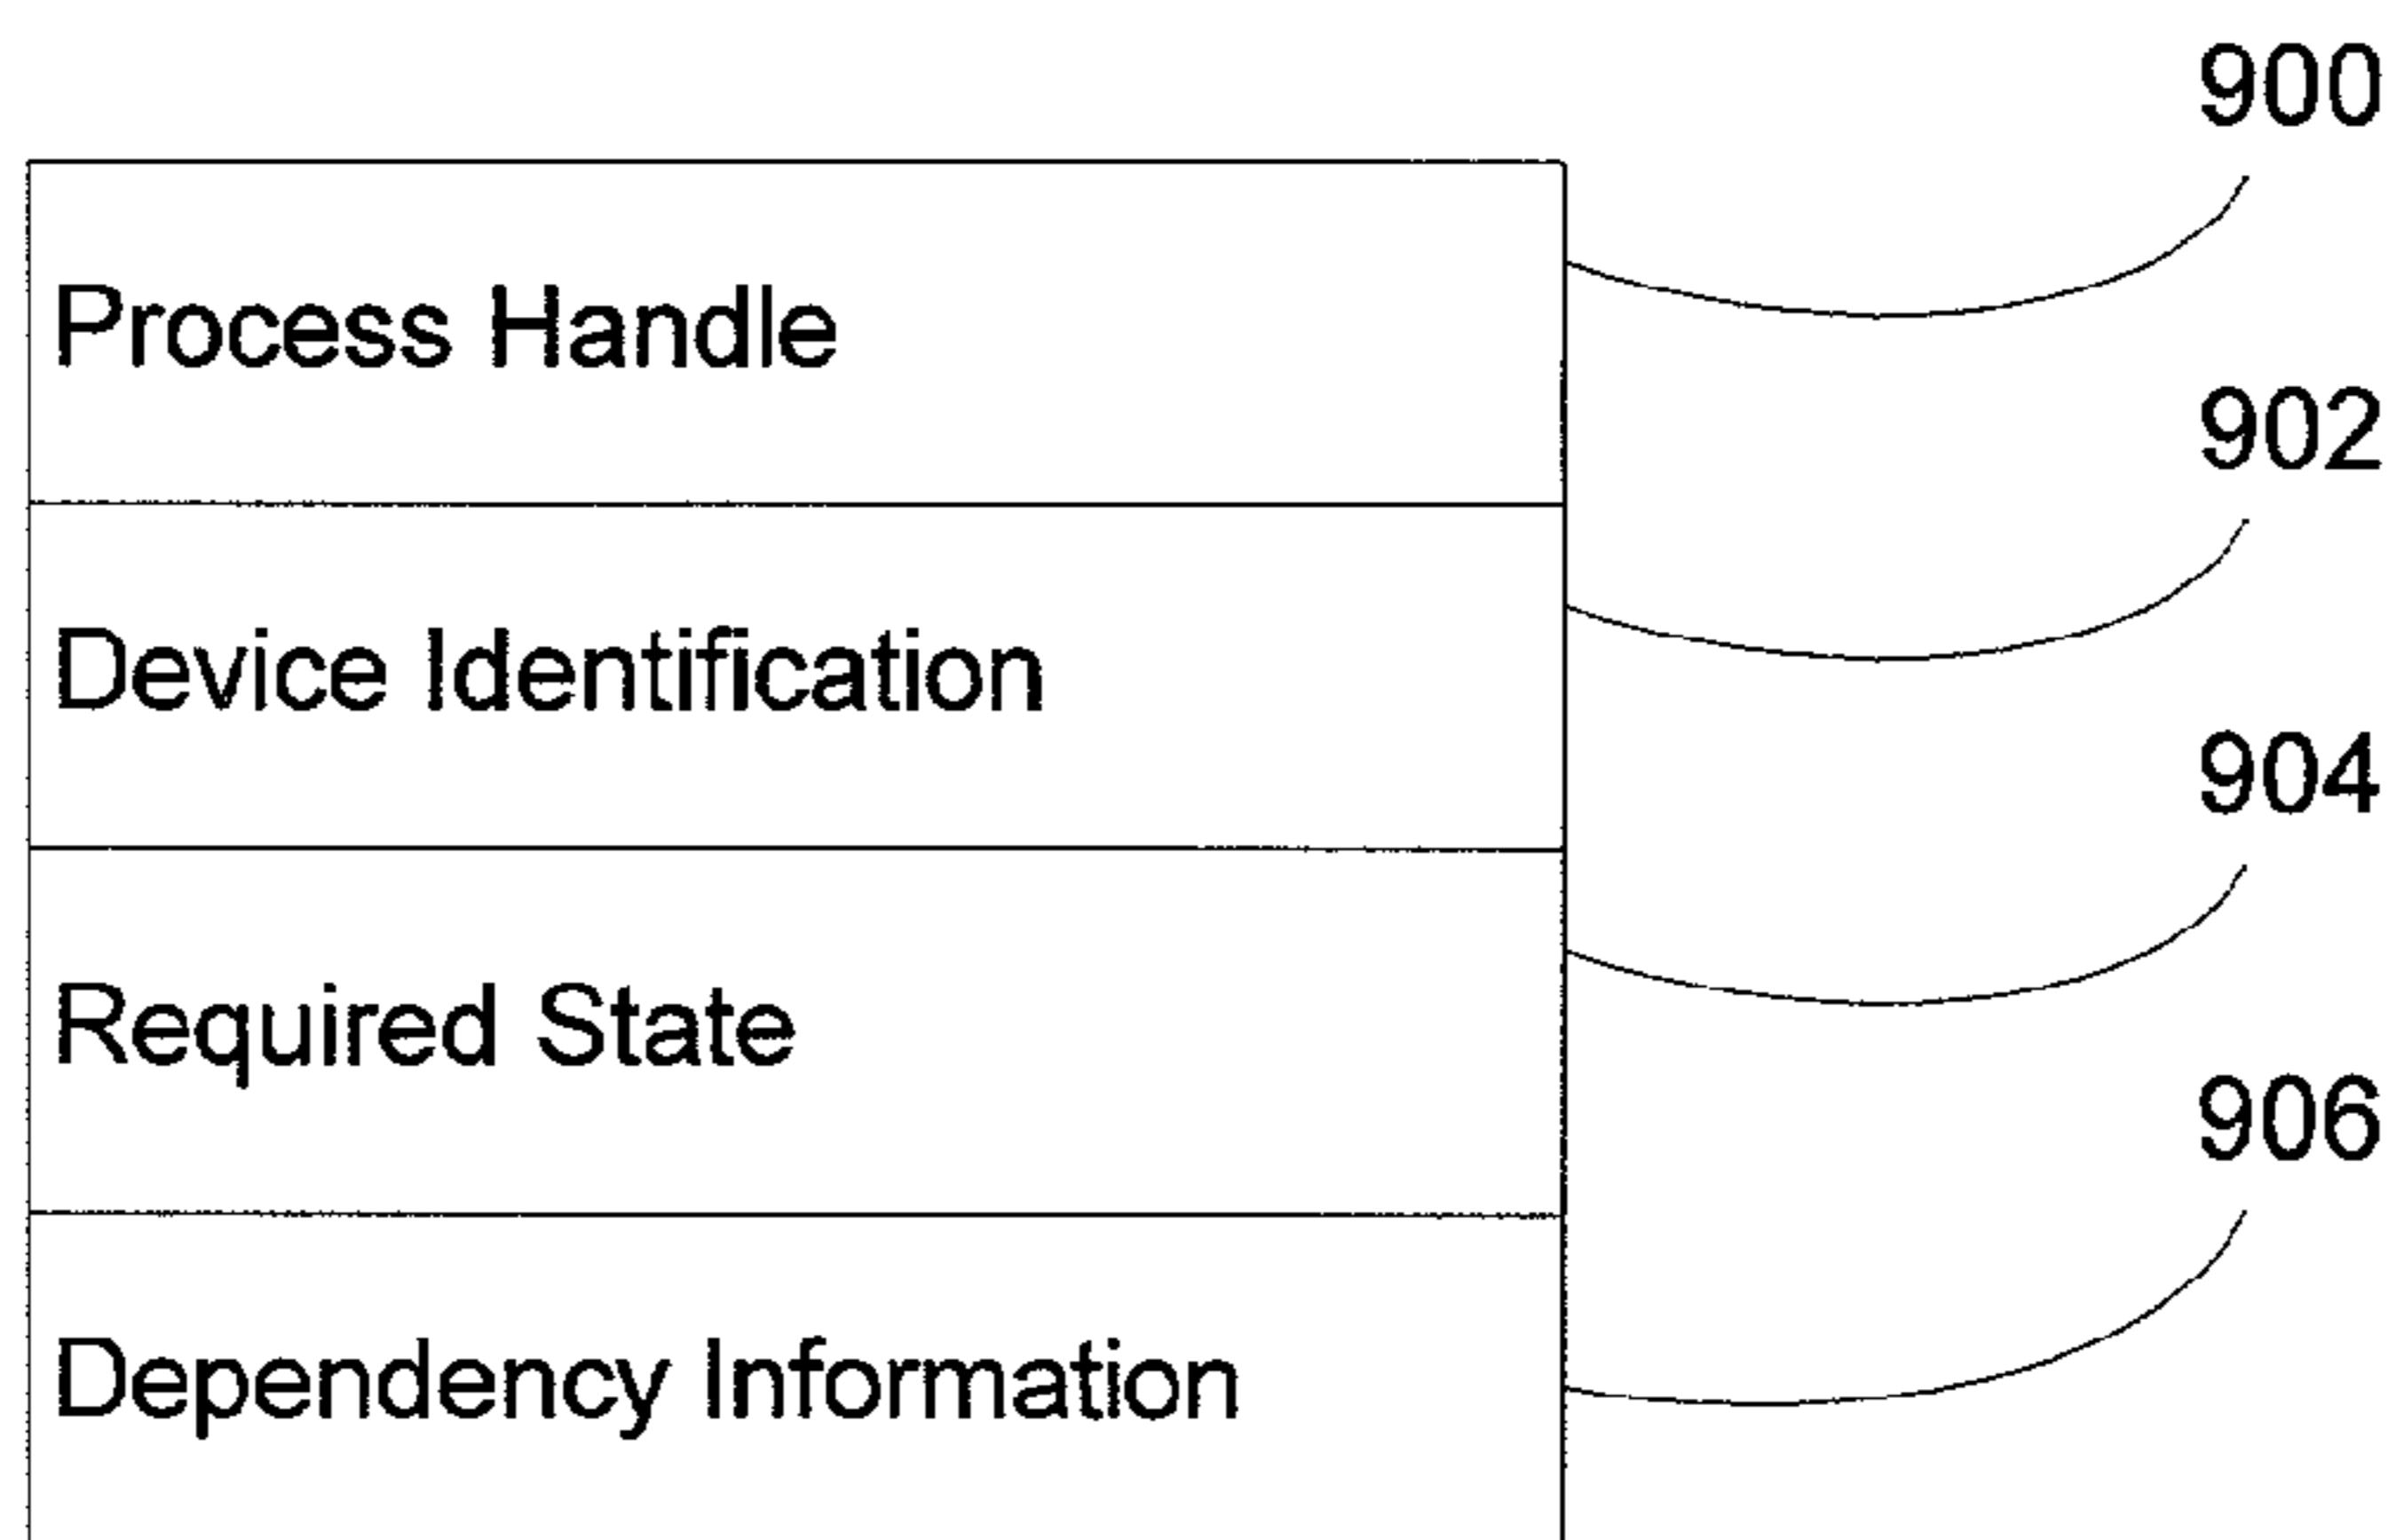 900
Process Handle
902
Device Identification
904
Required State
906
Dependency Information